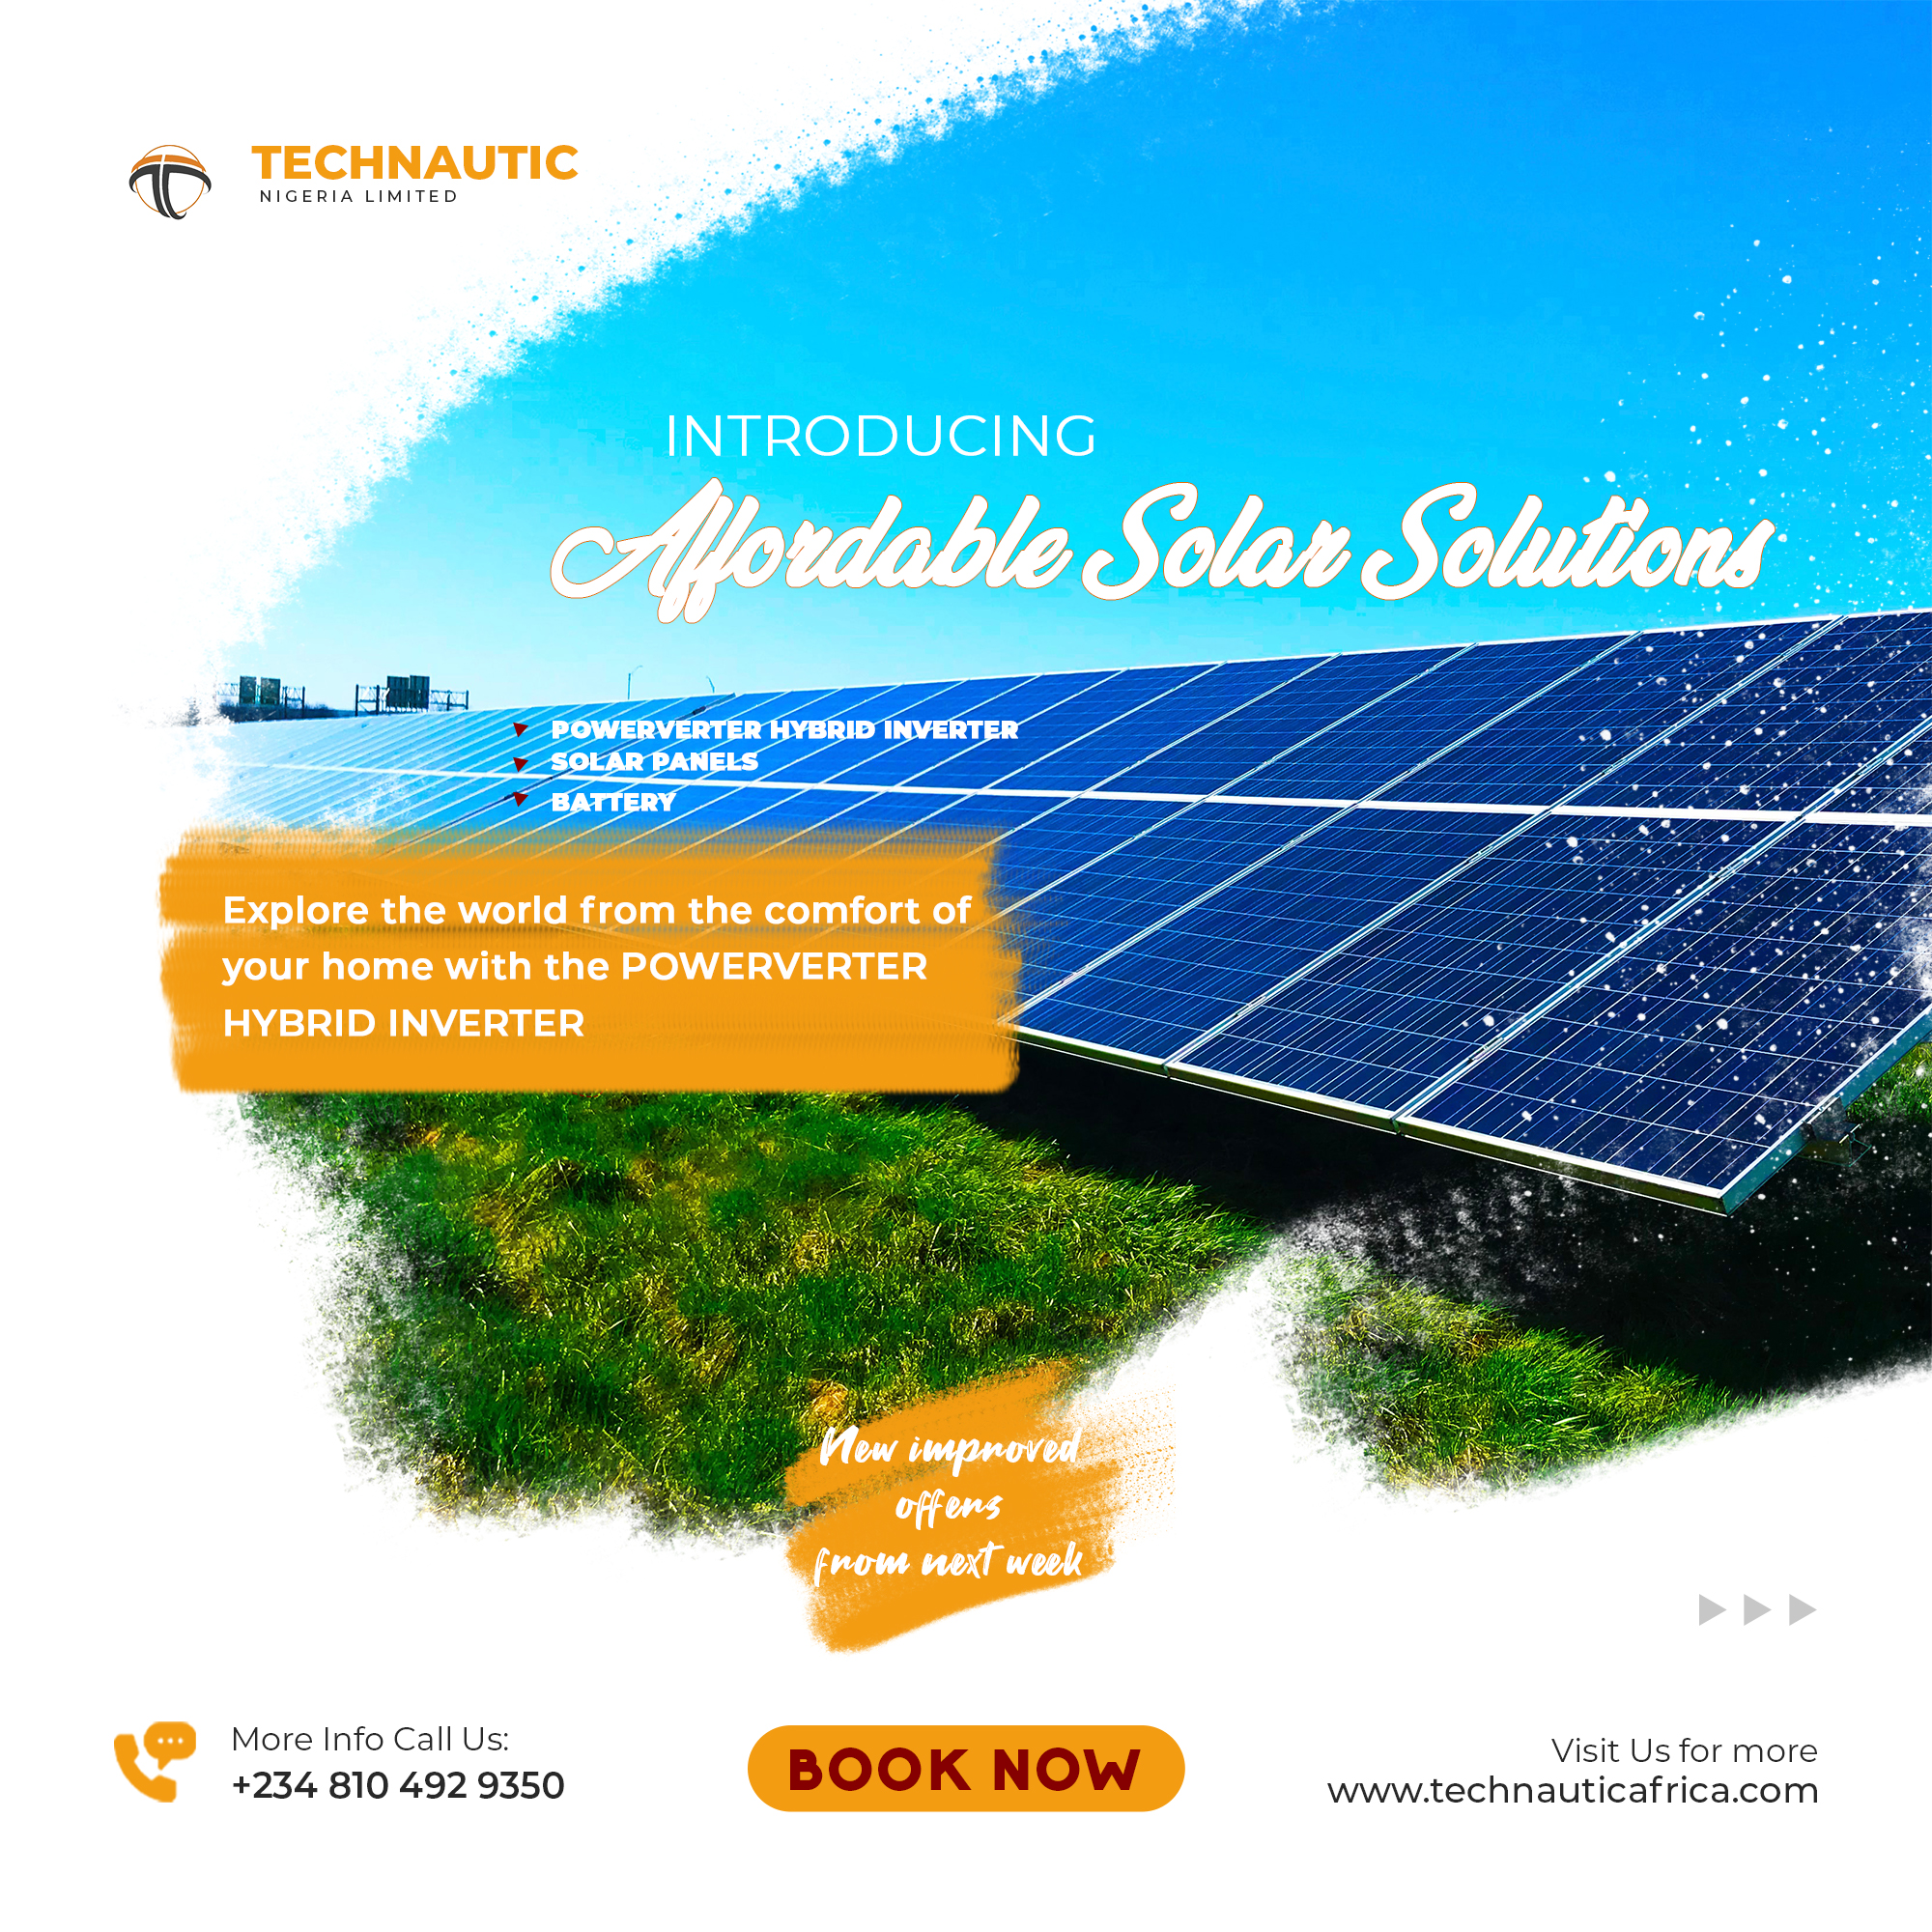 TECHNAUTIC
NIGERIA LIMITED
INTRODUCING
Affordable Solar Solutions
POWERVERTER HYBRID INVERTER
SOLAR PANELS
BATTERY
Explore the world from the comfort of
your home with the POWERVERTER
HYBRID INVERTER
New improved
offers
from next week
More Info Call Us:
+234 810 492 9350
BOOK NOW
Visit Us for more
www.technauticafrica.com